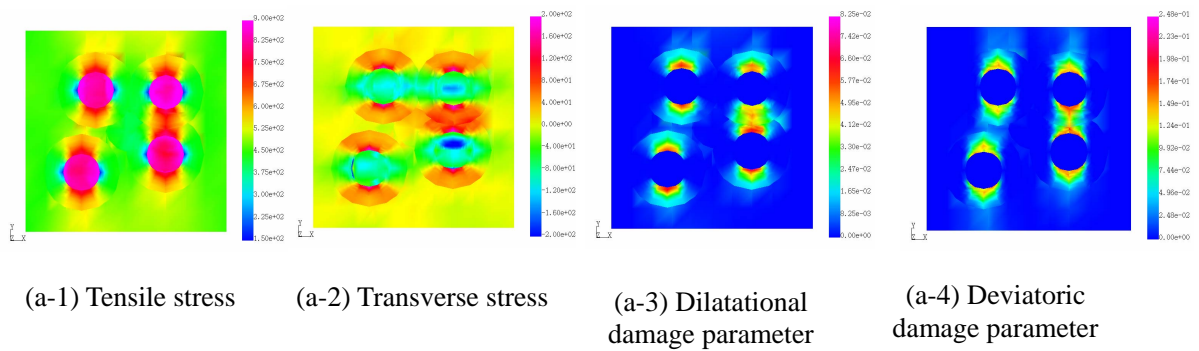 9.00e+02
8.25e+02
7.50e+02
6.75e+02
6.00e+02
5.25e+02
4.50e+02
3.75e+02
3.00e+02
2.25e+02
1.50e+02
Y
Z X
(a-1) Tensile stress
2.00e+02
1.60e+02
1.20e+02
8.00e+01
4.00e+01
0.00e+00
-4.00e+01
-8.00e+01
-1.20e+02
-1.60e+02
-2.00e+02
Y
Z X
(a-2) Transverse stress
8.25e-02
7.42e-02
6.60e-02
5.77e-02
4.95e-02
4.12e-02
3.30e-02
2.47e-02
1.65e-02
8.25e-03
0.00e+00
Y
Z X
(a-3) Dilatational
damage parameter
2.48e-01
2.23e-01
1.99e-01
1.74e-01
1.49e-01
1.24e-01
9.94e-02
7.45e-02
4.96e-02
2.48e-02
0.00e+00
Y
Z X
(a-4) Deviatoric
damage parameter